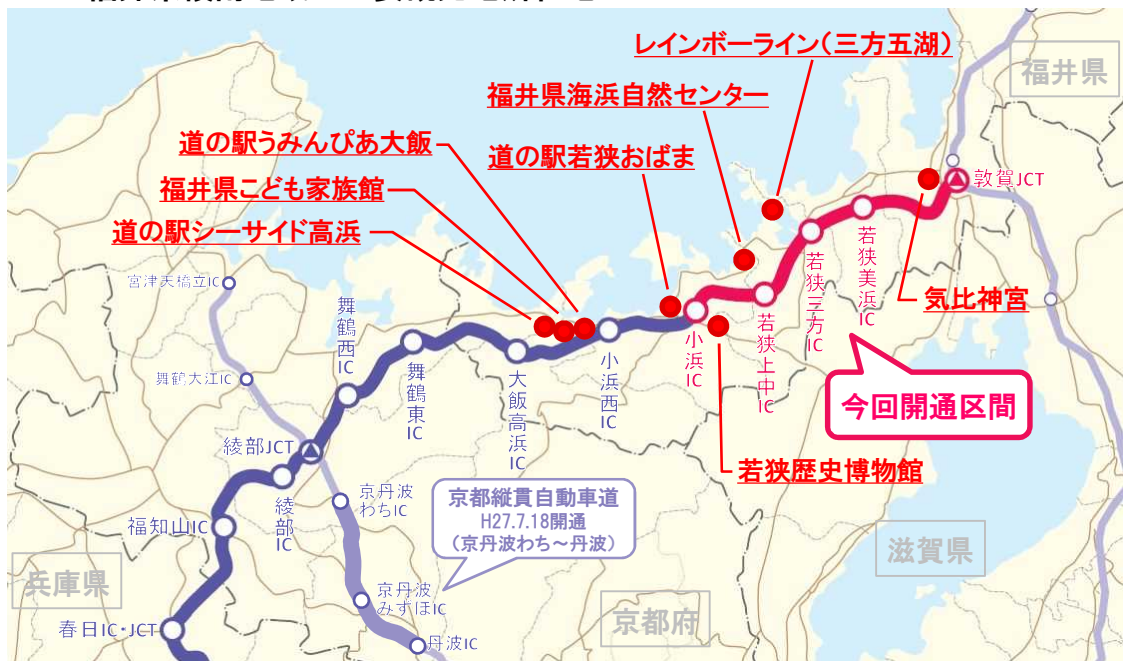 レインボーライン(三方五湖)
福井県
福井県海浜自然センター
道の駅うみんぴあ大飯
道の駅若狭おばま
福井県こども家族館
敦賀JCT
道の駅シーサイド高浜
宮津天橋立IC
若狭美浜IC
若狭三方IC
気比神宮
舞鶴西IC
若狭上中IC
小浜IC
小浜西IC
舞鶴東IC
大飯高浜IC
舞鶴大江IC
今回開通区間
綾部JCT
若狭歴史博物館
京丹波
わちIC
京都縦貫自動車道
H27.7.18開通
(京丹波わち～丹波)
綾部IC
福知山IC
滋賀県
兵庫県
京丹波
みずほIC
京都府
春日IC・JCT
丹波IC